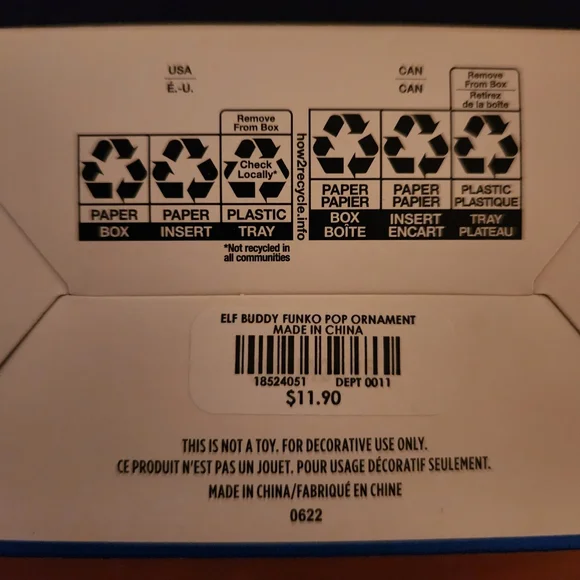 USA
É.-U.
Remove
From Box
Check
Locally*
PAPER
PAPER
PLASTIC
BOX
INSERT
TRAY
*Not recycled in
all communities
how2recycle.info
CAN
CAN
Remove
From Box
Retirez
de la boîte
PAPER
PAPIER
PAPER
PAPIER
PLASTIC
PLASTIQUE
BOX
BOÎTE
INSERT
ENCART
TRAY
PLATEAU
ELF BUDDY FUNKO POP ORNAMENT
MADE IN CHINA
18524051 DEPT 0011
$11.90
THIS IS NOT A TOY. FOR DECORATIVE USE ONLY.
CE PRODUIT N'EST PAS UN JOUET. POUR USAGE DÉCORATIF SEULEMENT.
MADE IN CHINA/FABRIQUÉ EN CHINE
0622